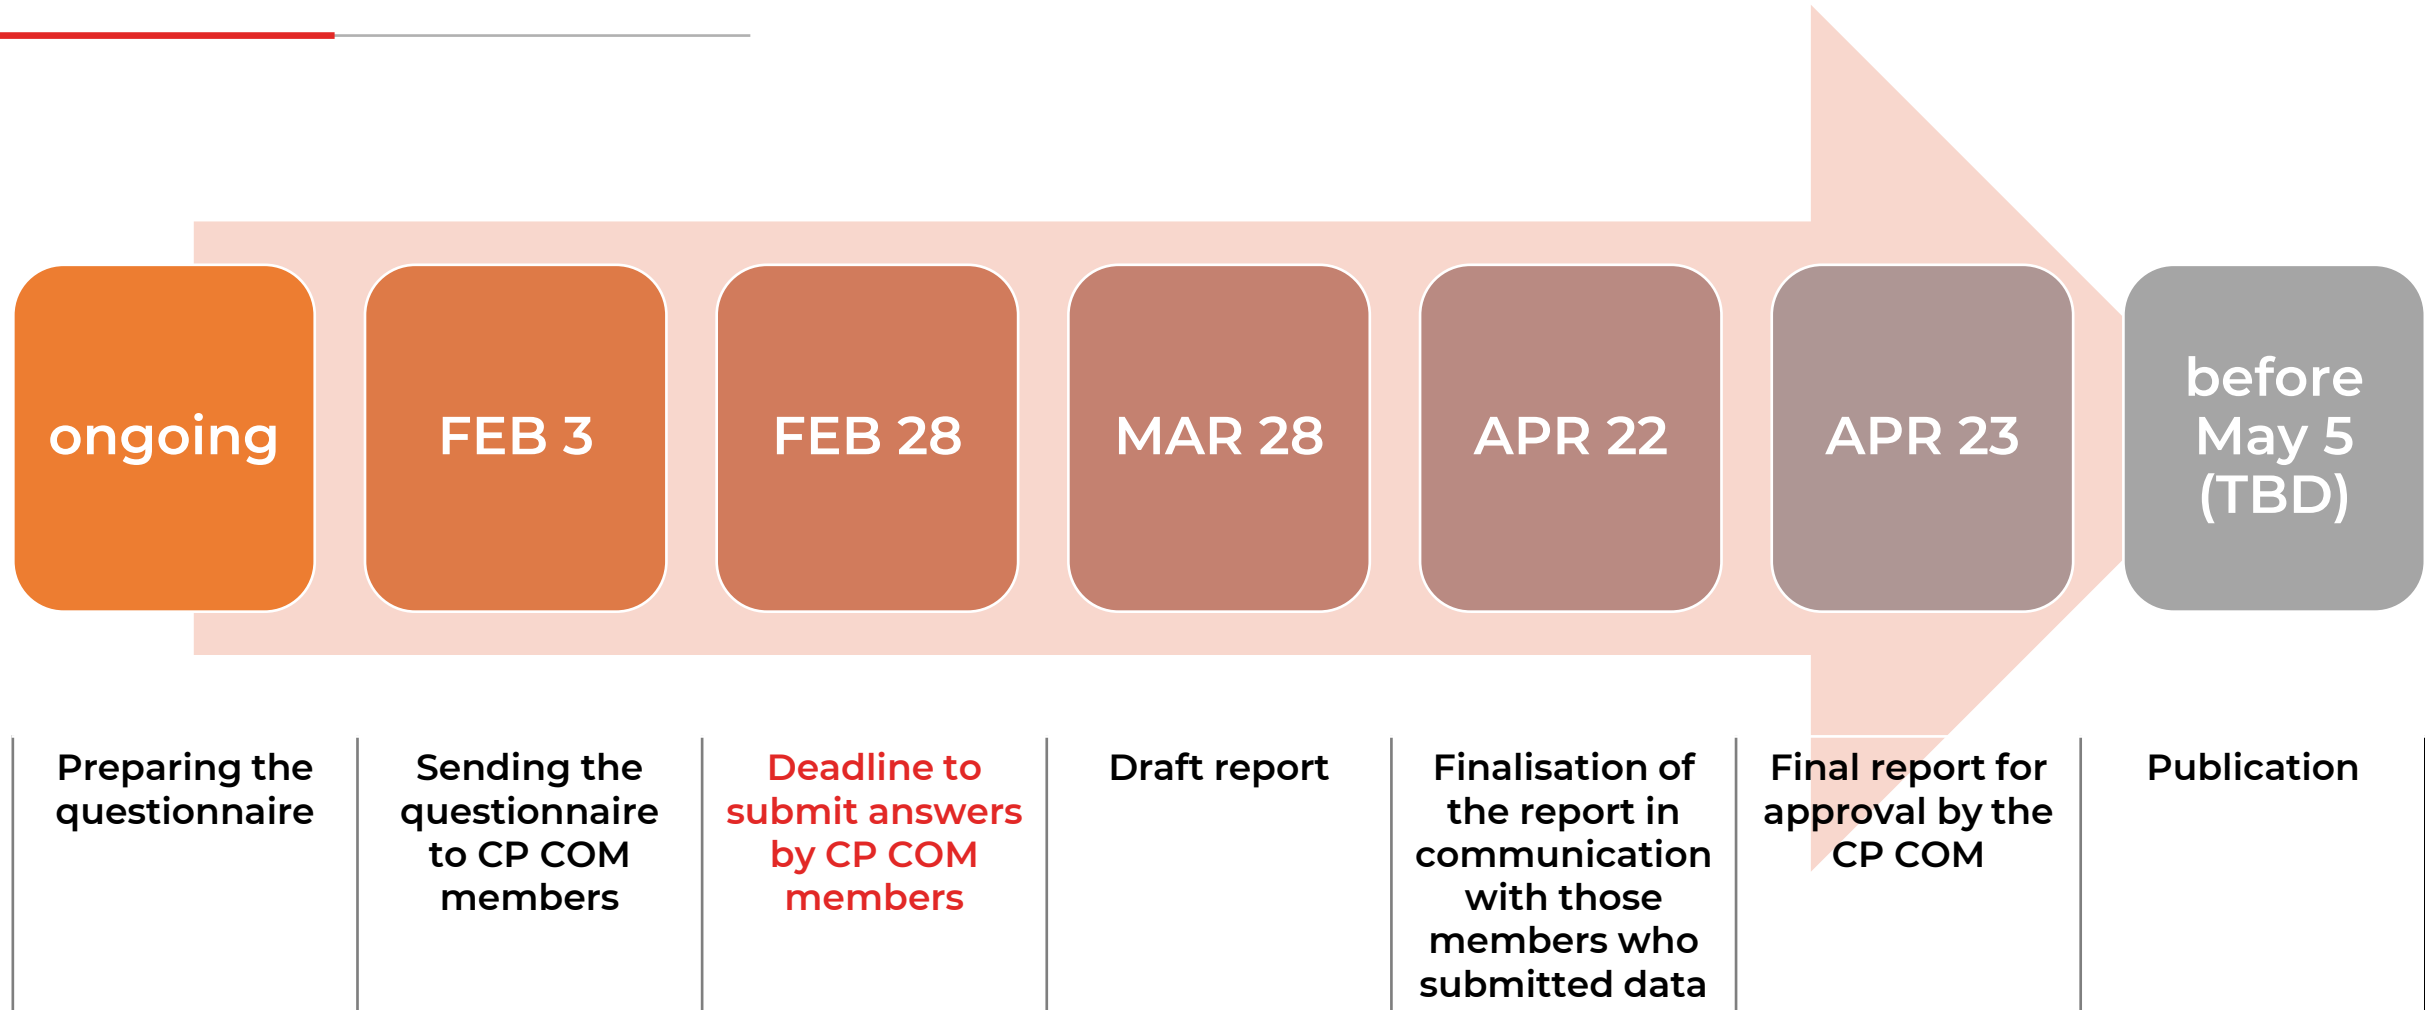 ongoing
FEB 3
FEB 28
MAR 28
APR 22
APR 23
before
May 5
(TBD)
Preparing the
questionnaire
Sending the
questionnaire
to CP COM
members
Deadline to
submit answers
by CP COM
members
Draft report
Finalisation of
the report in
communication
with those
members who
submitted data
Final report for
approval by the
CP COM
Publication